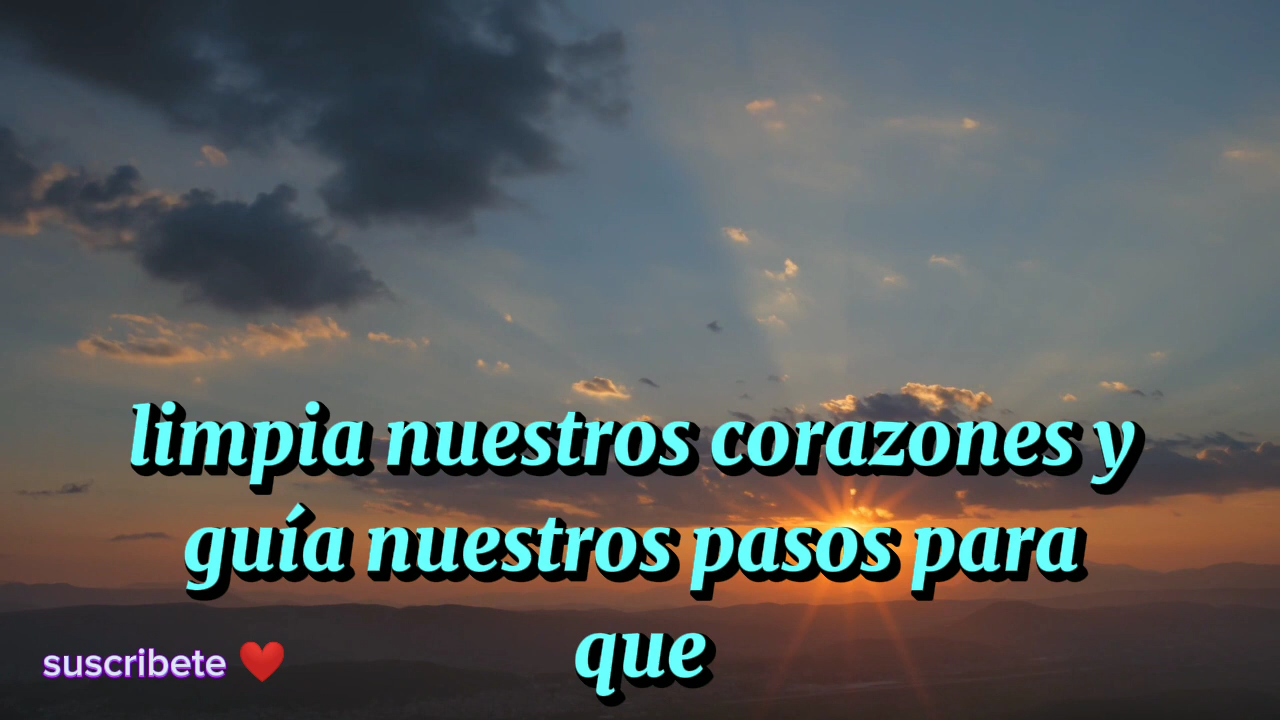 limpia nuestros corazones y
guía nuestros pasos para
que
suscribete ❤️